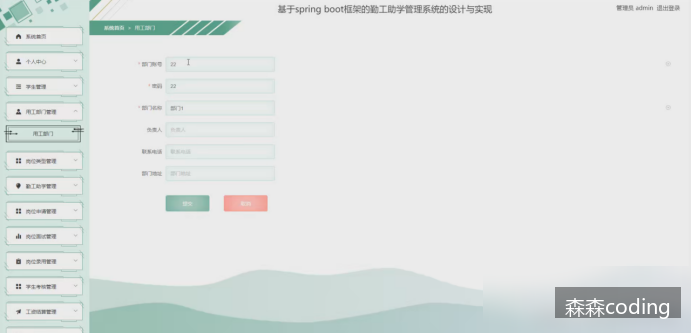 基于spring boot框架的勤工助学管理系统的设计与实现
管理员 admin 退出登录
系统首页
个人中心
学生管理
用工部门管理
用工部门
岗位类型管理
勤工助学管理
岗位申请管理
岗位面试管理
岗位录用管理
学生考核管理
工资结算管理
系统首页 > 用工部门
* 部门账号 22
* 密码 22
* 部门名称 部门1
负责人 负责人
联系电话 联系电话
部门地址 部门地址
提交 取消
森森coding